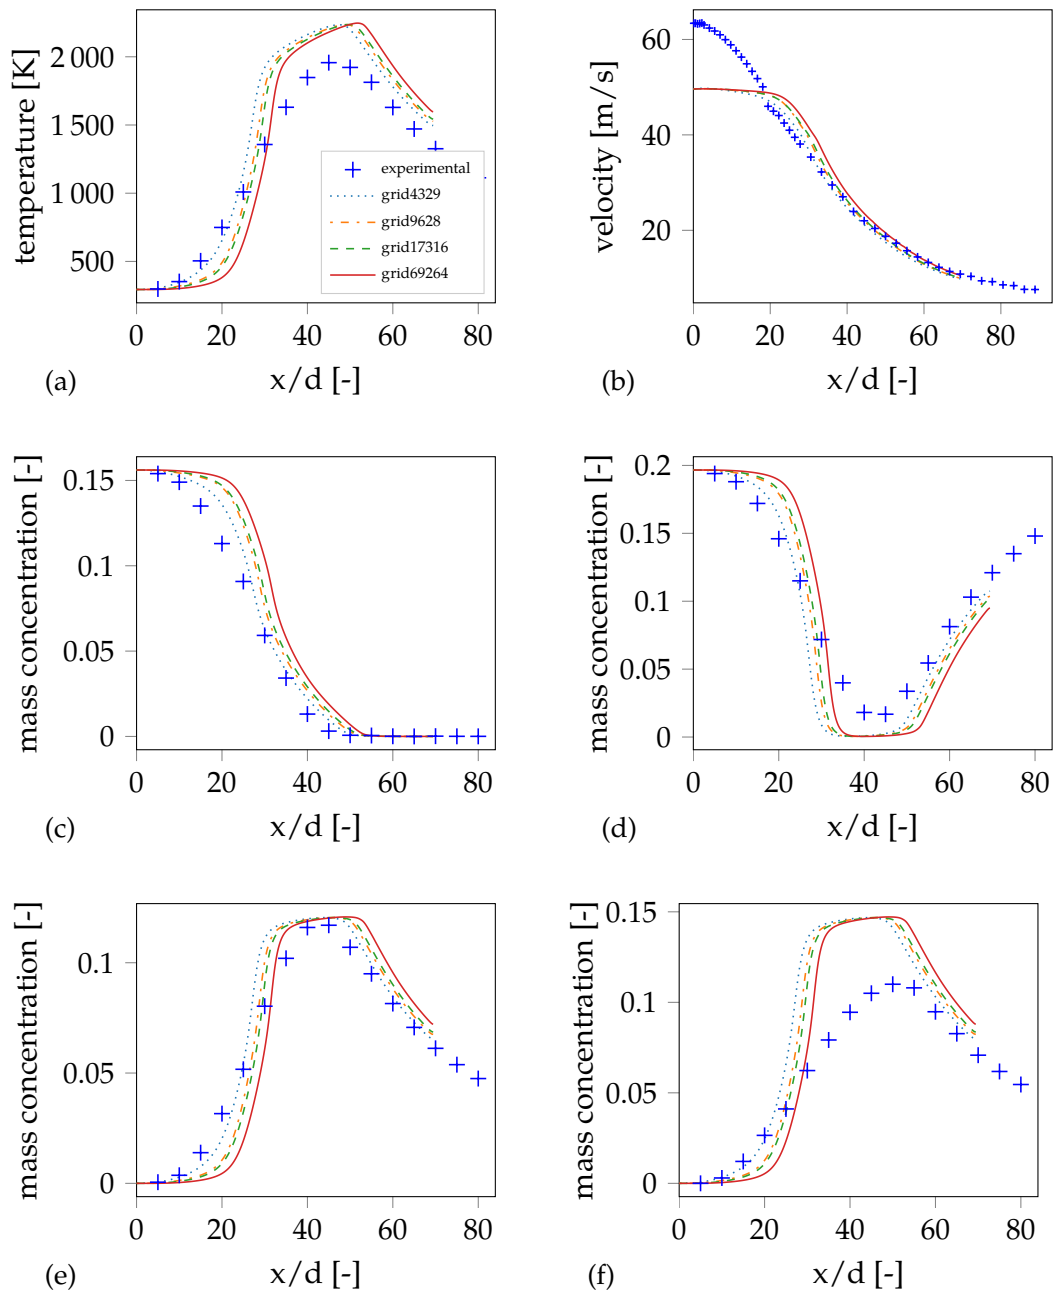 2 000
1500
1 000
500
temperature [K]
experimental
grid4329
grid9628
grid17316
grid69264
0 20 40 60 80
x/d [-]
(a)
60
40
20
velocity [m/s]
0 20 40 60 80
x/d [-]
(b)
0.15
0.1
0.05
0
mass concentration [-]
0 20 40 60 80
x/d [-]
(c)
0.2
0.15
0.1
0.05
0
mass concentration [-]
0 20 40 60 80
x/d [-]
(d)
0.1
0.05
0
mass concentration [-]
0 20 40 60 80
x/d [-]
(e)
0.15
0.1
0.05
0
mass concentration [-]
0 20 40 60 80
x/d [-]
(f)